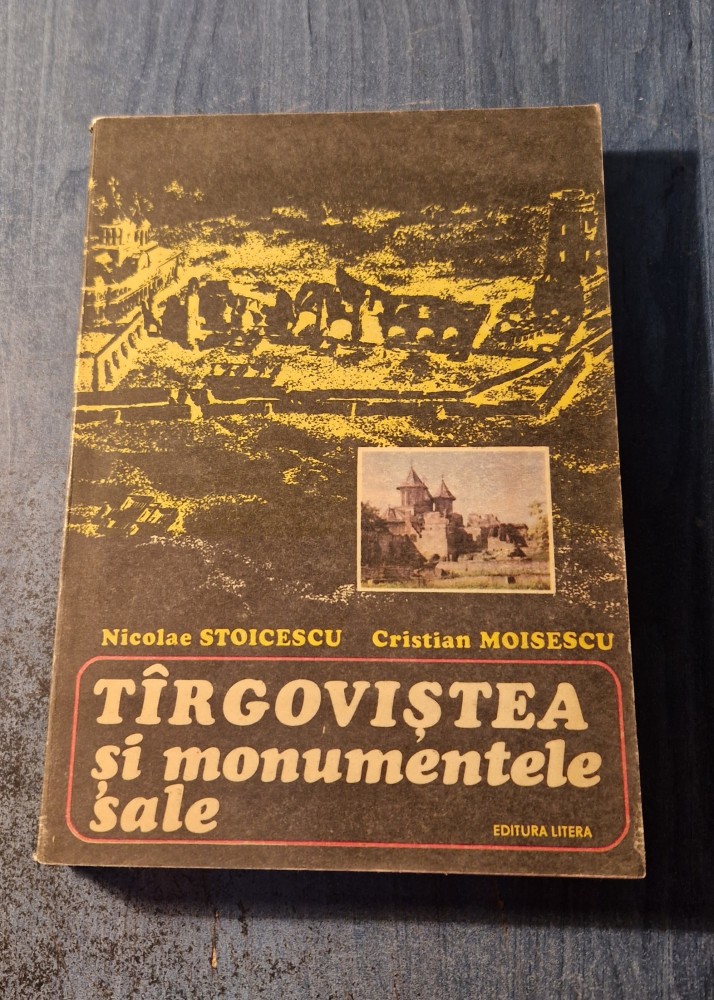 Nicolae STOICESCU Cristian MOISESCU
TÎRGOVIȘTEA
și monumentele
sale
EDITURA LITERA